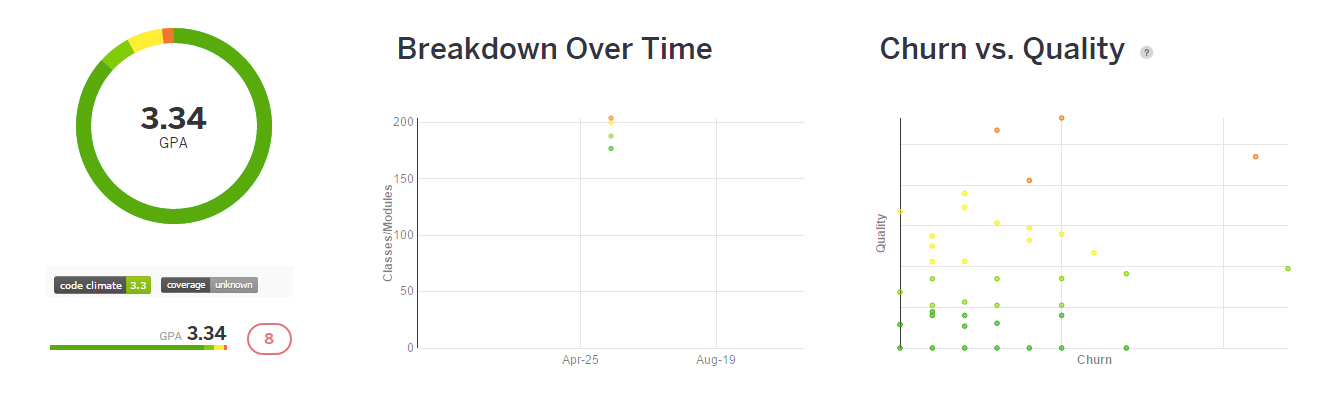 3.34
GPA
code climate 3.3 coverage unknown
GPA 3.34 8
Breakdown Over Time
Classes/Modules
200
150
100
50
0
Apr-25 Aug-19
Churn vs. Quality ?
Quality
Churn